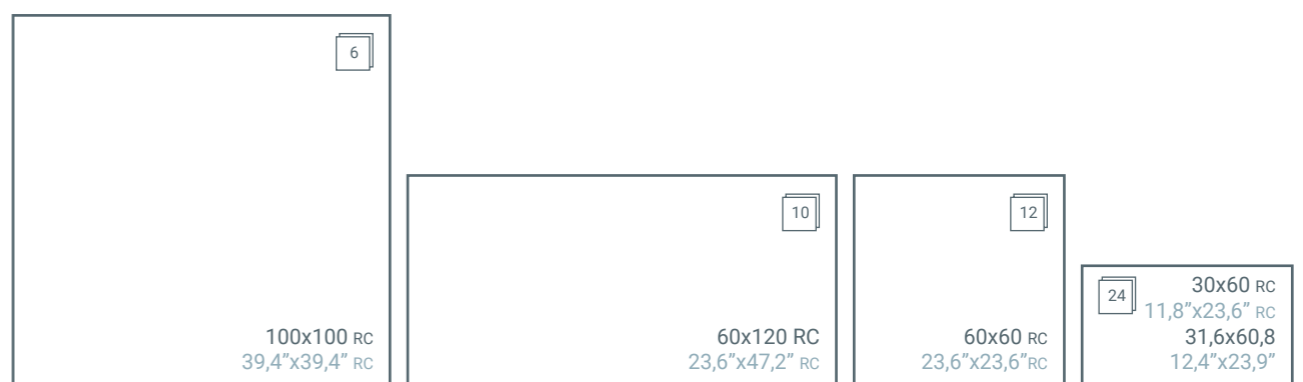 6
100x100 RC
39,4”x39,4” RC
10
60x120 RC
23,6”x47,2” RC
12
60x60 RC
23,6”x23,6”RC
24
30x60 RC
11,8”x23,6” RC
31,6x60,8
12,4”x23,9”